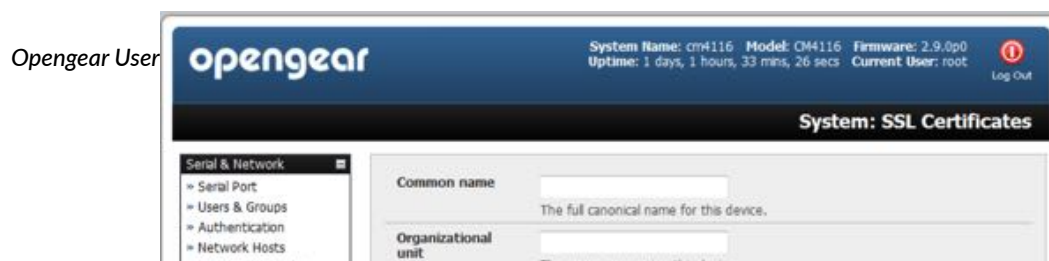 Opengear User
opengear
System Name: cm4116 Model: CM4116 Firmware: 2.9.0p0
Uptime: 1 days, 1 hours, 33 mins, 26 secs Current User: root
Log Out
System: SSL Certificates
Serial & Network
» Serial Port
» Users & Groups
» Authentication
» Network Hosts
Common name
The full canonical name for this device.
Organizational
unit